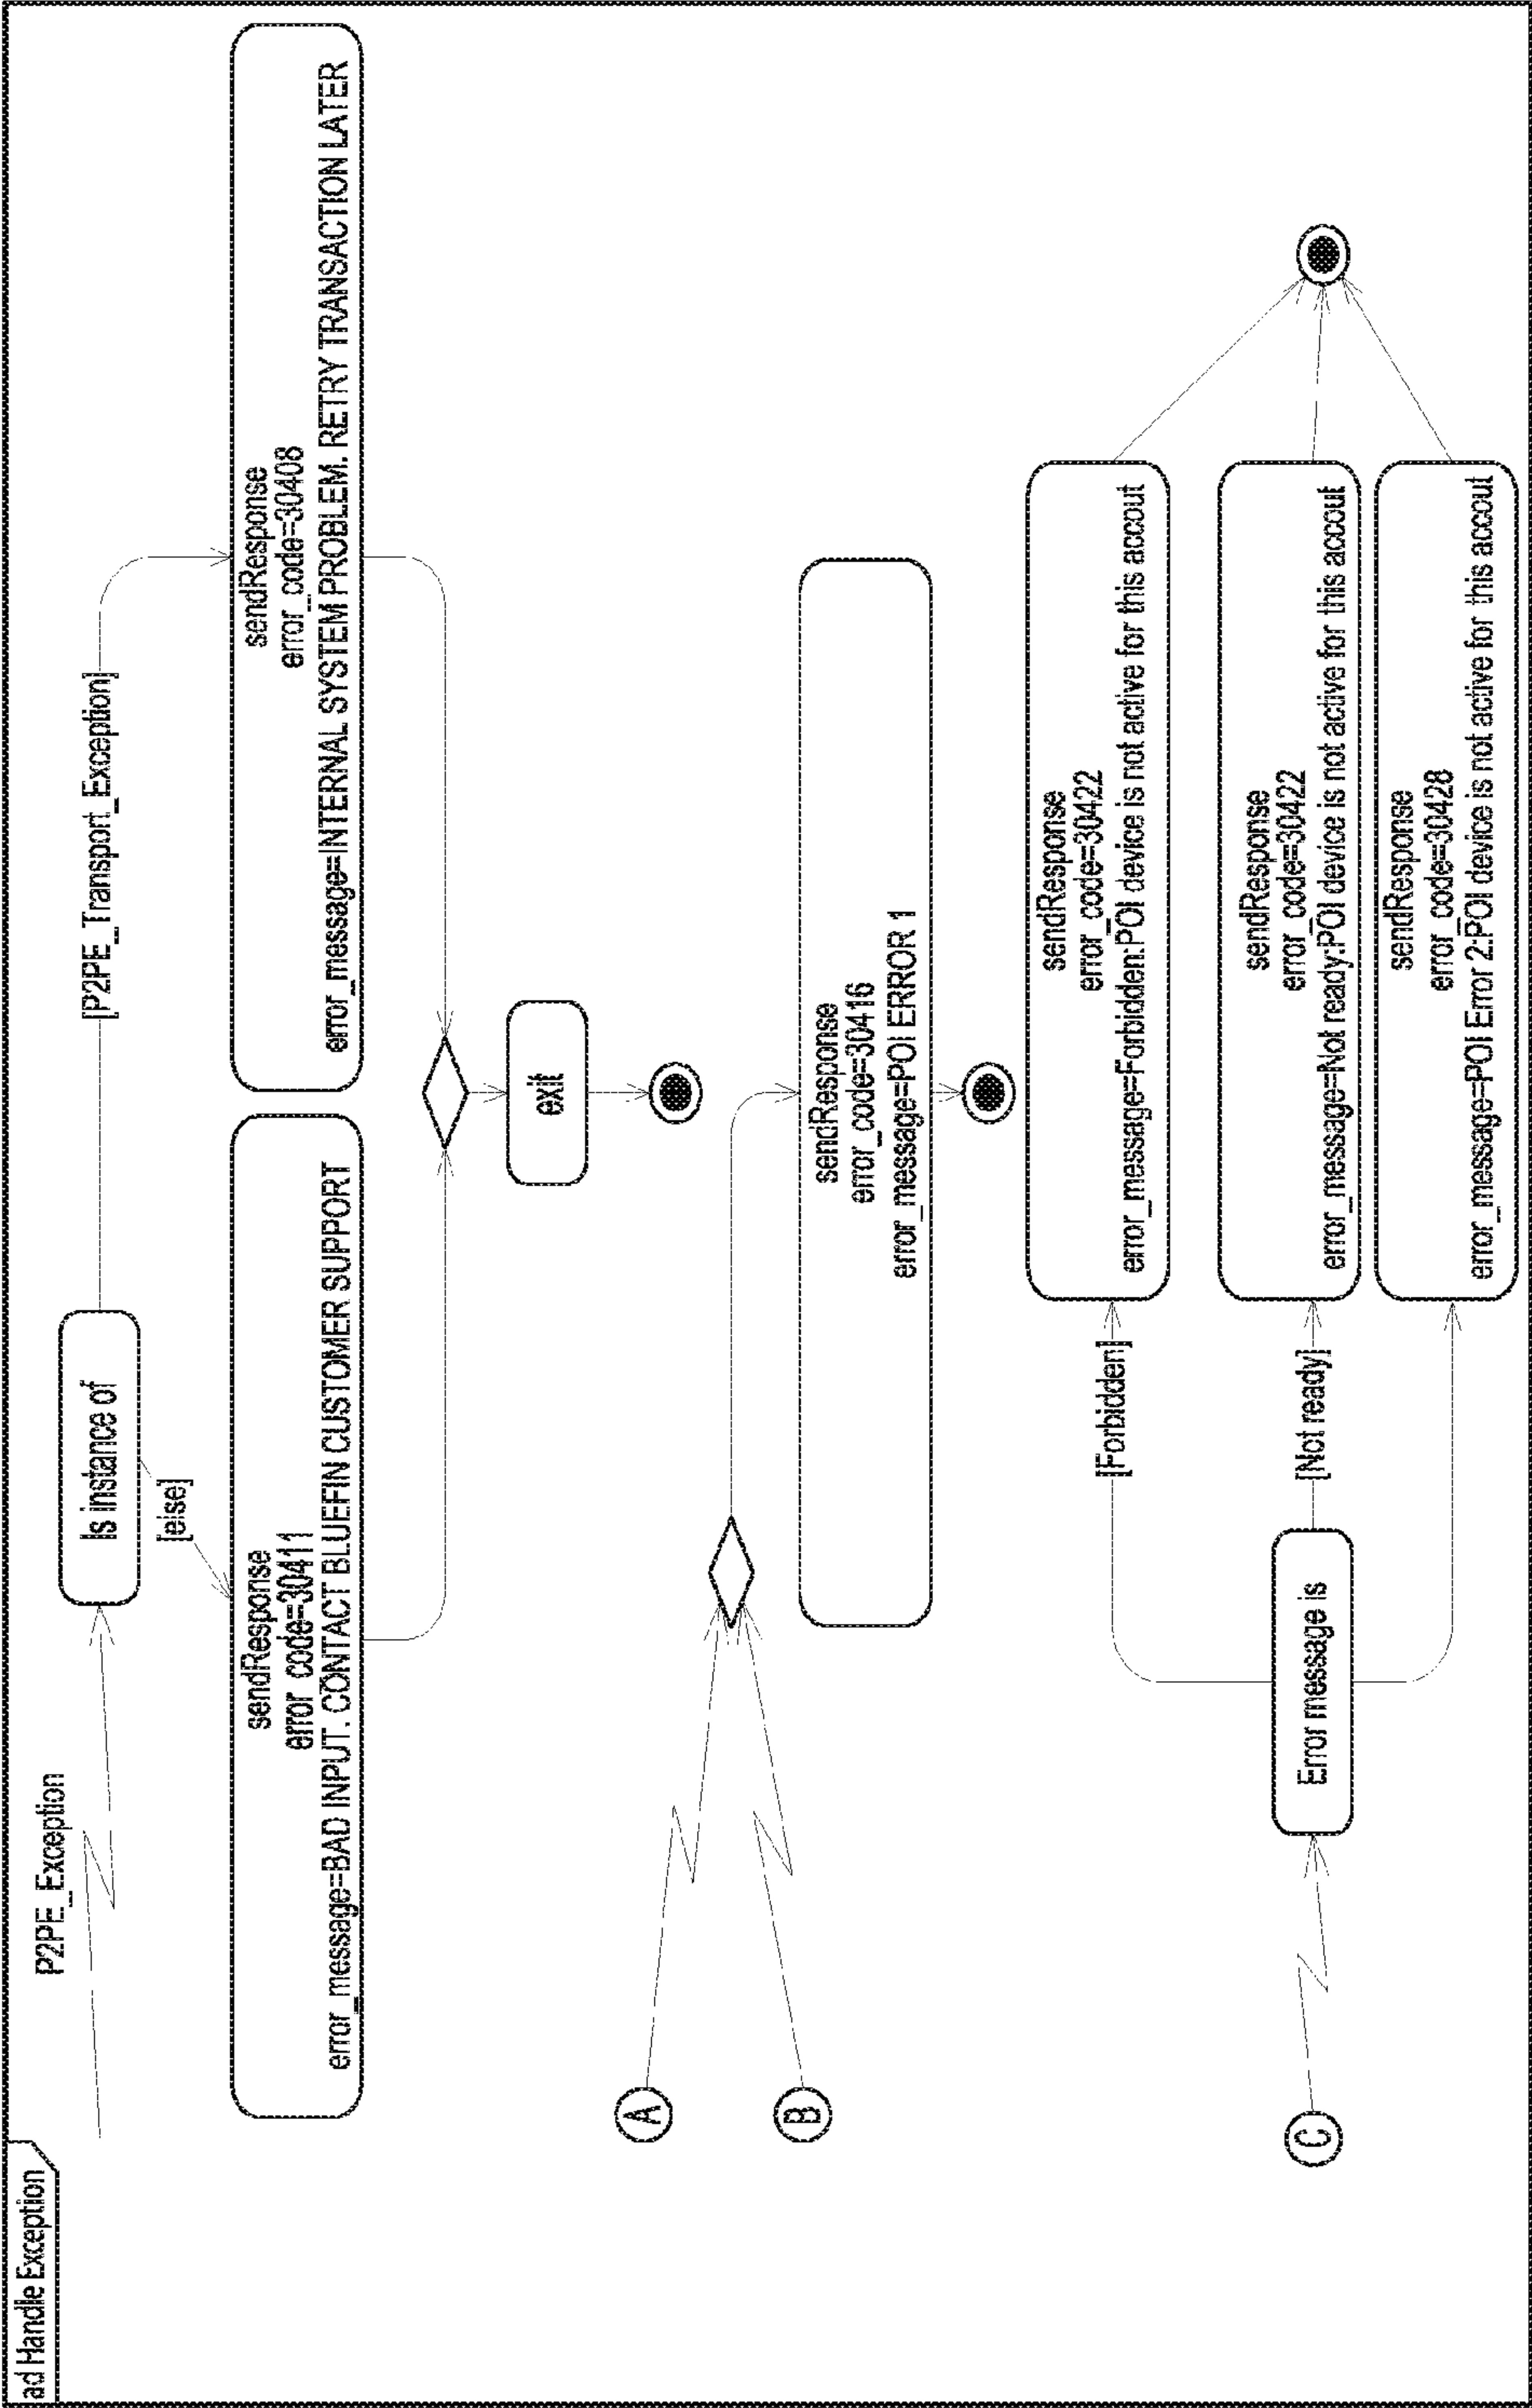 ad Handle Exception
P2PE_Exception
Is instance of
[P2PE_Transport_Exception]
[else]
sendResponse
error_code=30411
error_message=BAD INPUT. CONTACT BLUEFIN CUSTOMER SUPPORT
sendResponse
error_code=30408
error_message=INTERNAL SYSTEM PROBLEM. RETRY TRANSACTION LATER
exit
A
B
sendResponse
error_code=30416
error_message=POI ERROR 1
C
Error message is
[Forbidden]
sendResponse
error_code=30422
error_message=Forbidden:POI device is not active for this accout
[Not ready]
sendResponse
error_code=30422
error_message=Not ready:POI device is not active for this accout
sendResponse
error_code=30428
error_message=POI Error 2:POI device is not active for this accout